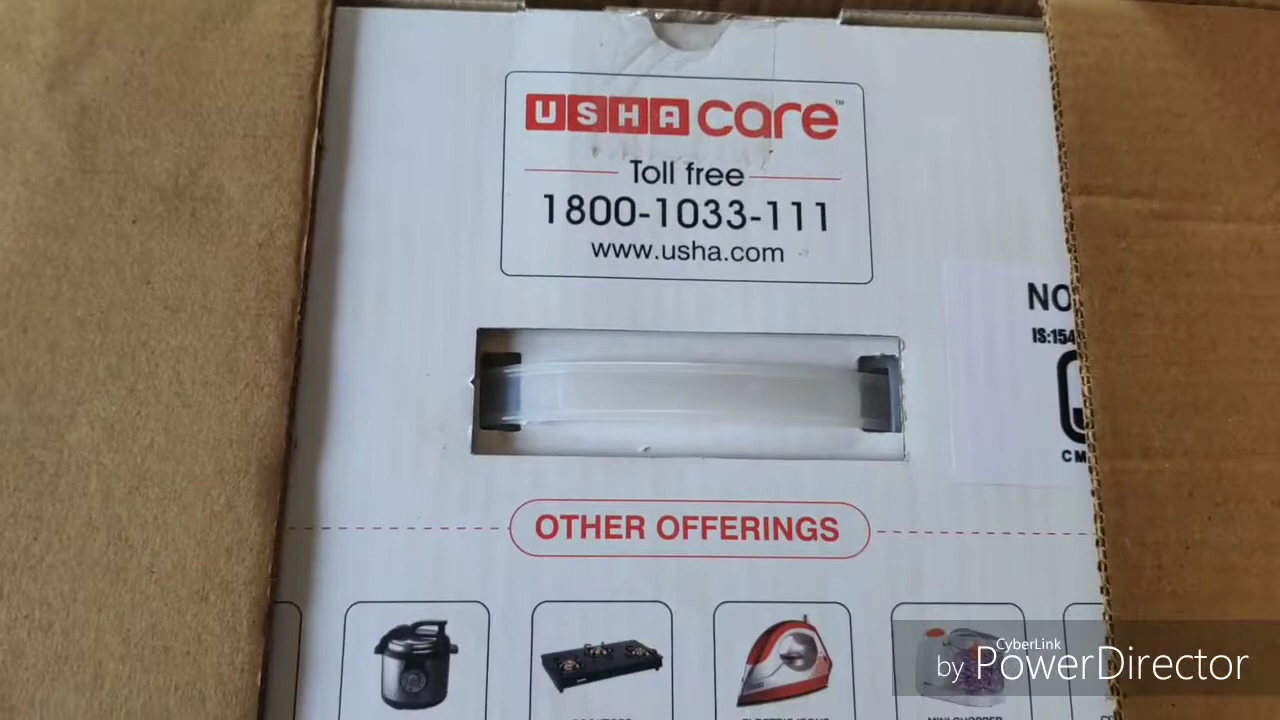 USHA care™
Toll free
1800-1033-111
www.usha.com
NO
IS:154
CM
OTHER OFFERINGS
MINI CHOPPER
CyberLink
by PowerDirector